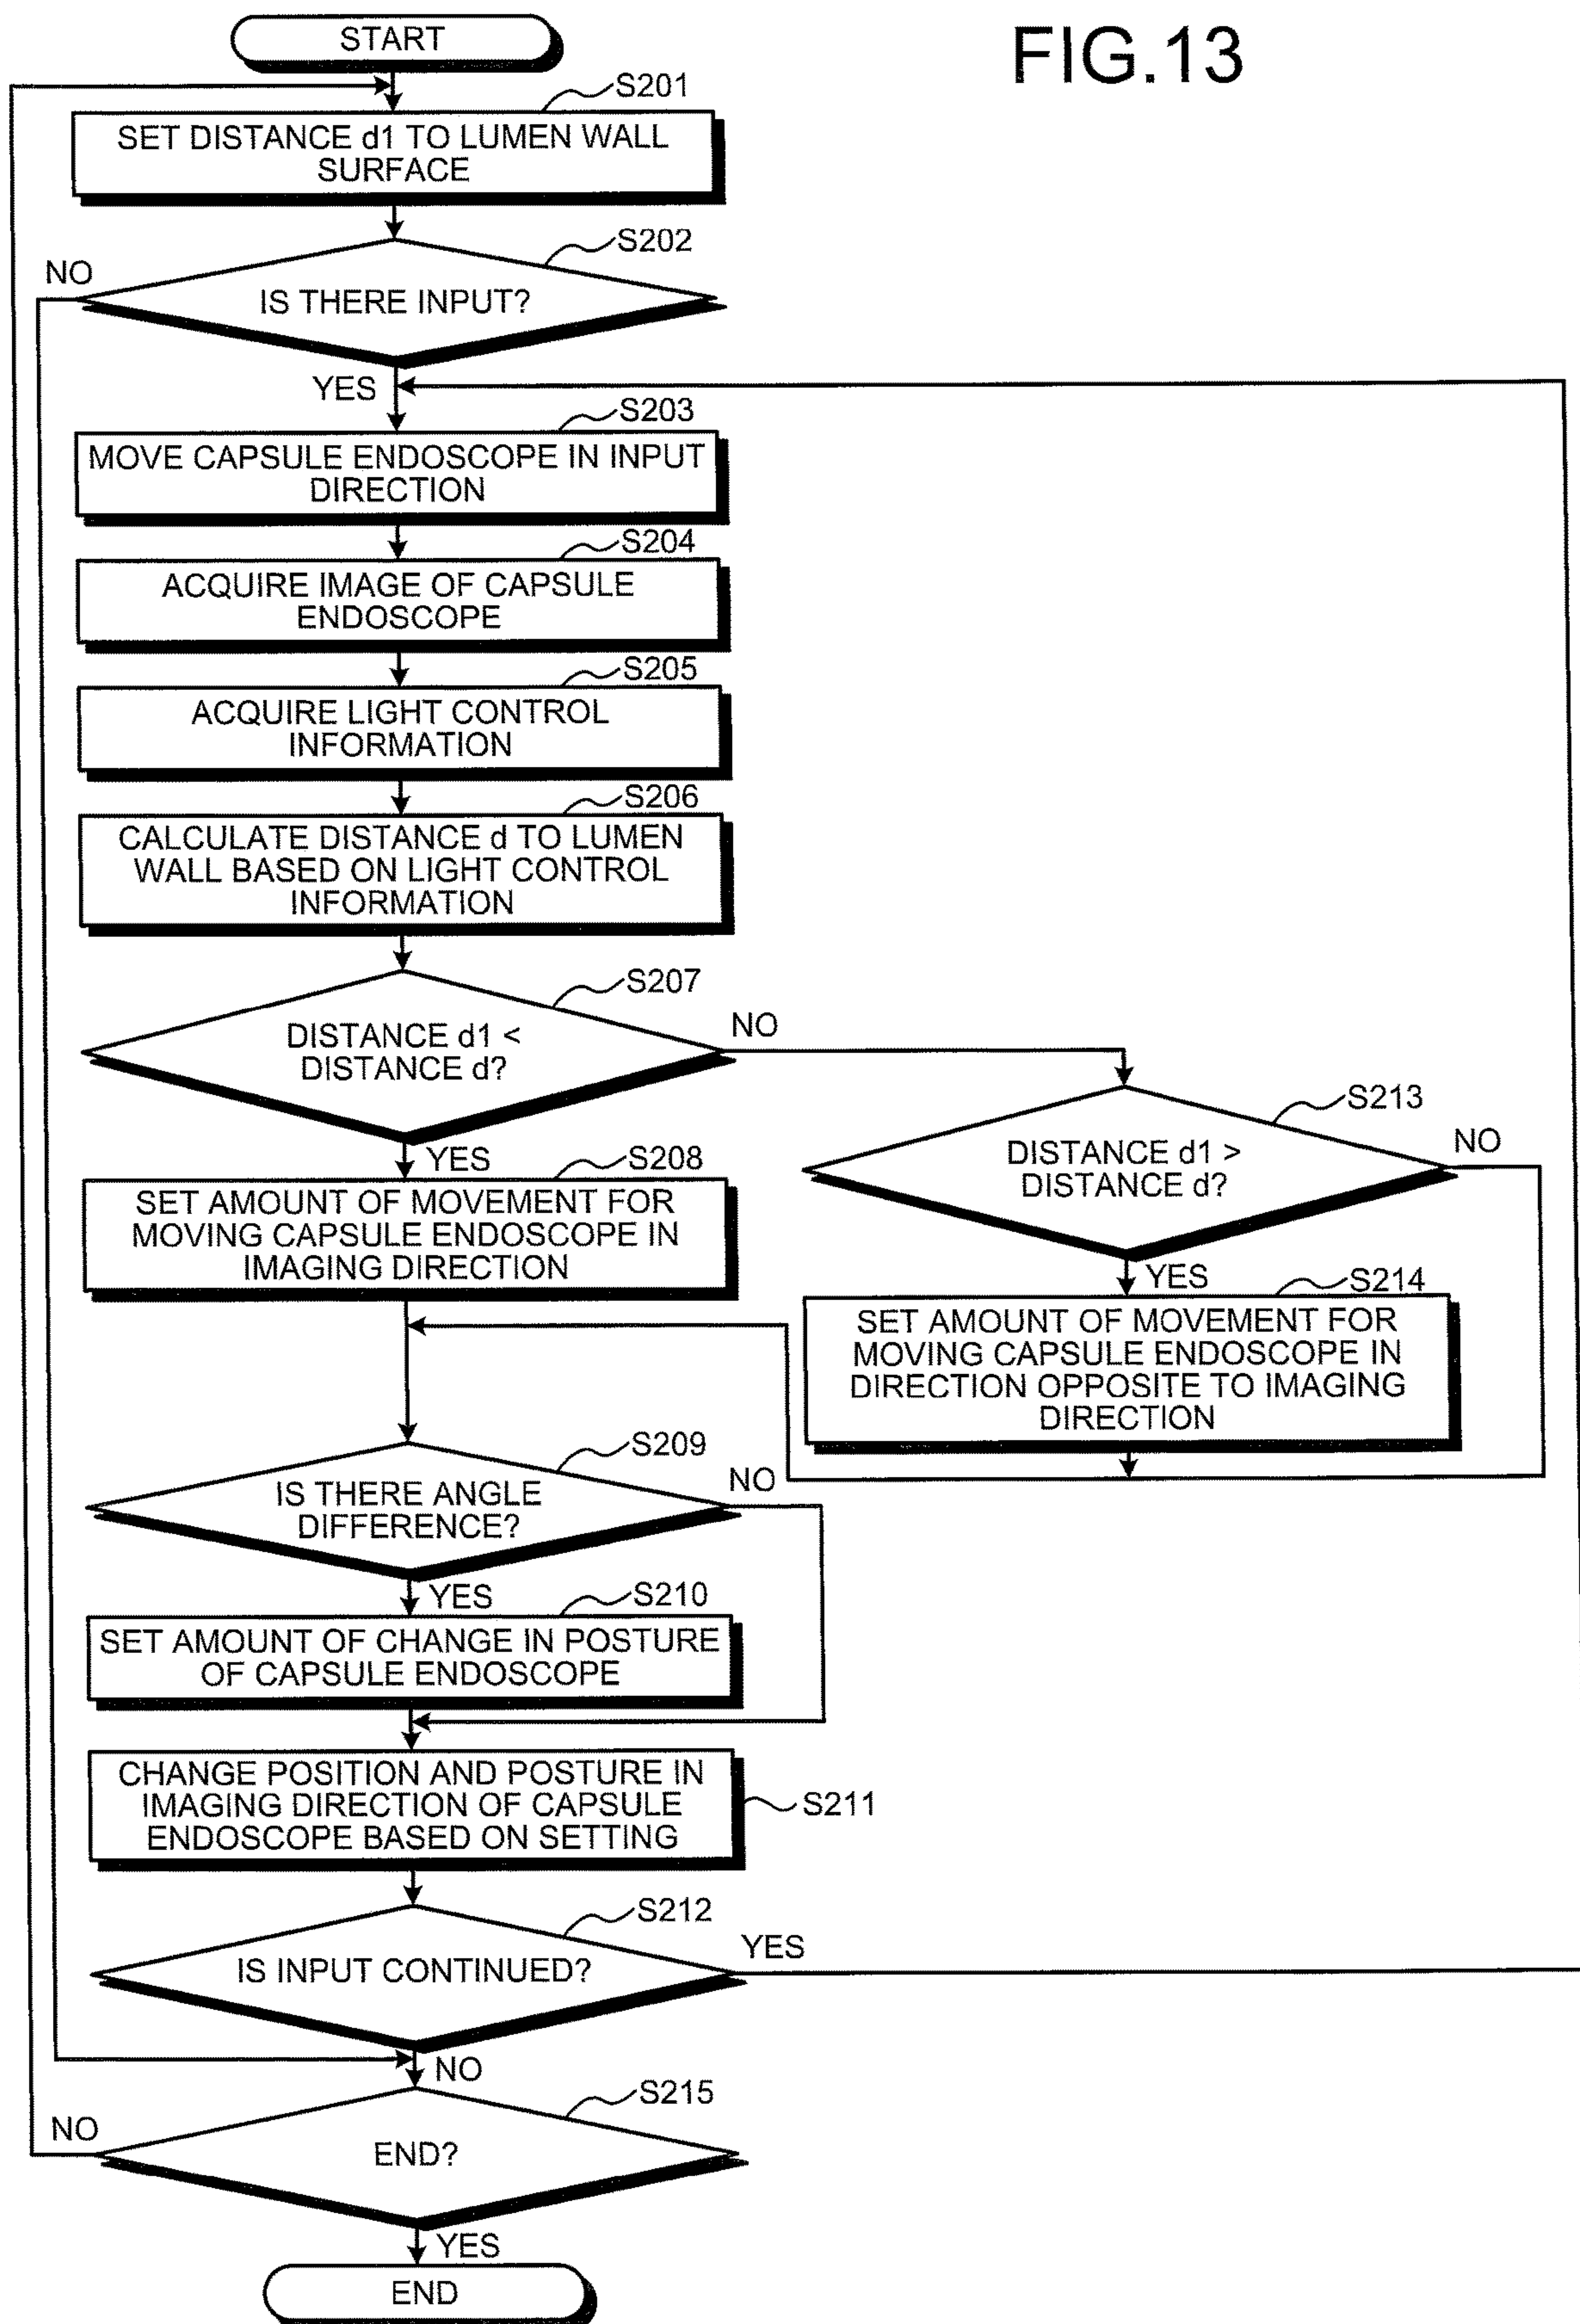 FIG.13
START
S201
SET DISTANCE d1 TO LUMEN WALL
SURFACE
S202
NO
IS THERE INPUT?
YES
S203
MOVE CAPSULE ENDOSCOPE IN INPUT
DIRECTION
S204
ACQUIRE IMAGE OF CAPSULE
ENDOSCOPE
S205
ACQUIRE LIGHT CONTROL
INFORMATION
S206
CALCULATE DISTANCE d TO LUMEN
WALL BASED ON LIGHT CONTROL
INFORMATION
S207
DISTANCE d1 <
DISTANCE d?
NO
YES
S213
DISTANCE d1 >
DISTANCE d?
NO
YES
S208
SET AMOUNT OF MOVEMENT FOR
MOVING CAPSULE ENDOSCOPE IN
IMAGING DIRECTION
S214
SET AMOUNT OF MOVEMENT FOR
MOVING CAPSULE ENDOSCOPE IN
DIRECTION OPPOSITE TO IMAGING
DIRECTION
S209
IS THERE ANGLE
DIFFERENCE?
NO
YES
S210
SET AMOUNT OF CHANGE IN POSTURE
OF CAPSULE ENDOSCOPE
CHANGE POSITION AND POSTURE IN
IMAGING DIRECTION OF CAPSULE
ENDOSCOPE BASED ON SETTING
S211
S212
IS INPUT CONTINUED?
YES
NO
S215
NO
END?
YES
END